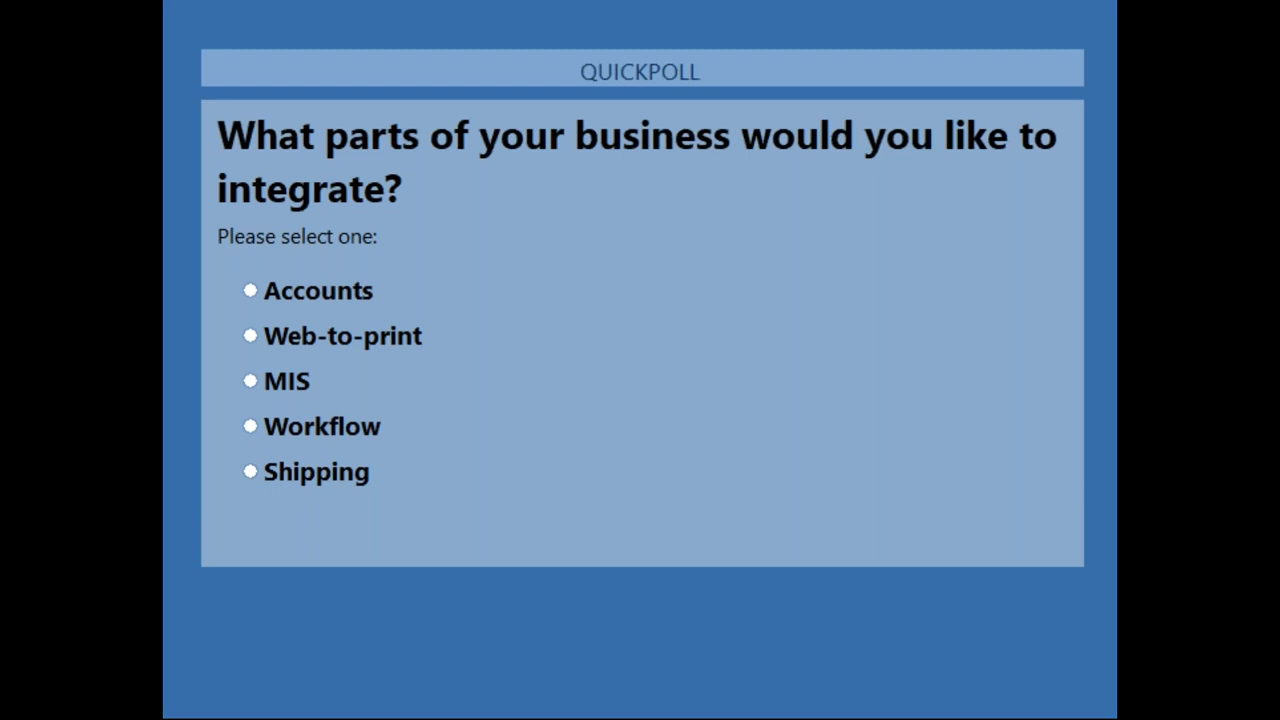 QUICKPOLL
What parts of your business would you like to
integrate?
Please select one:
Accounts
Web-to-print
MIS
Workflow
Shipping